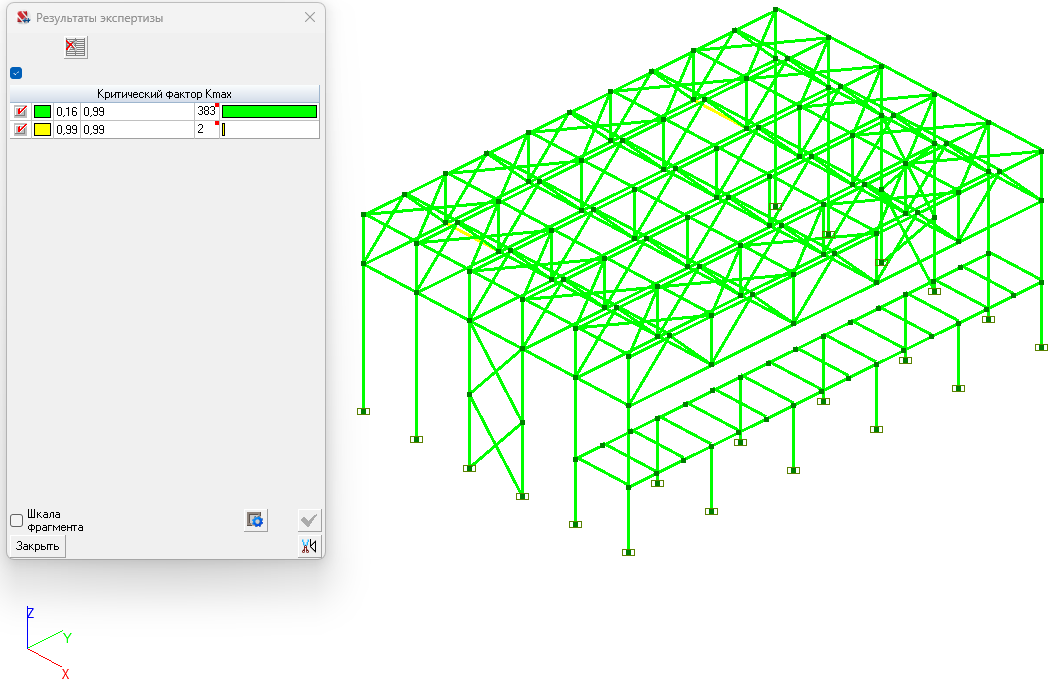 Результаты экспертизы
Критический фактор Kmax
0,16 0,99 383
0,99 0,99 2
Шкала
фрагмента
Закрыть
Z
Y
X